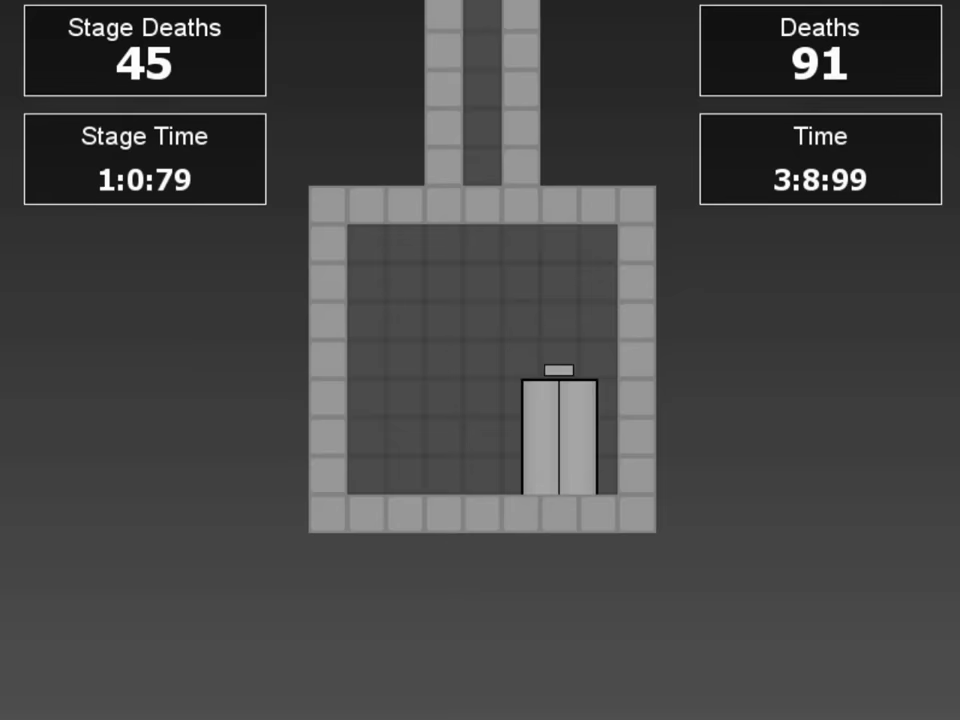 Stage Deaths
45
Stage Time
1:0:79
Deaths
91
Time
3:8:99